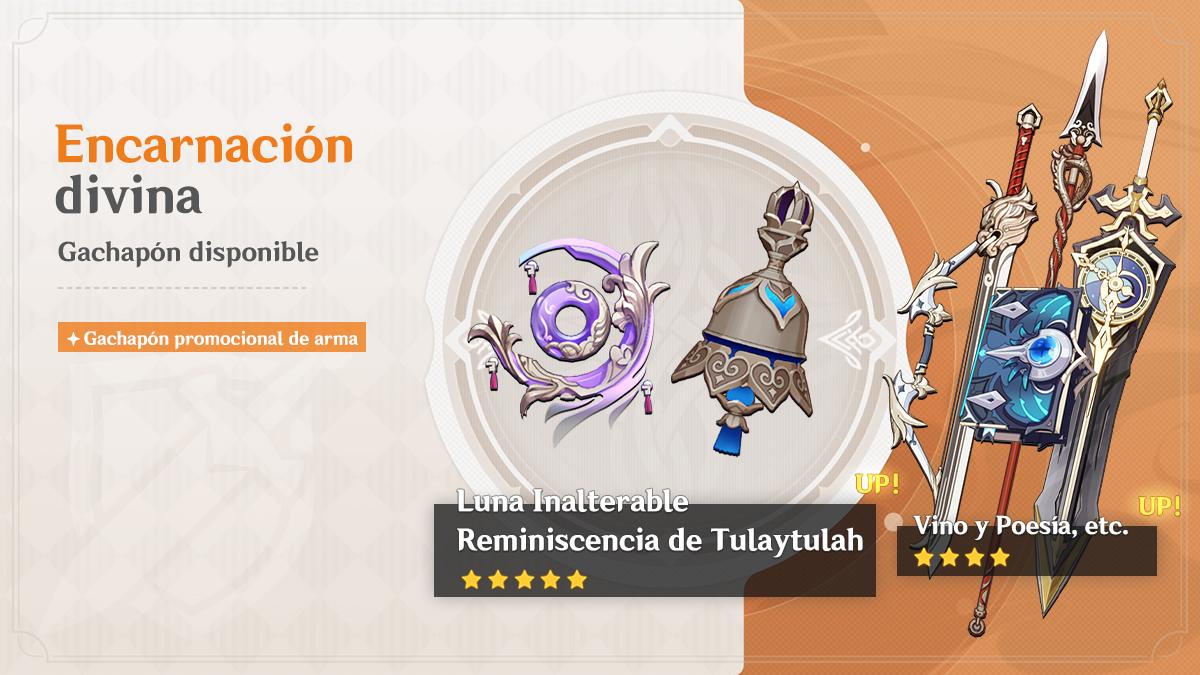 Encarnación
divina
Gachapón disponible
Gachapón promocional de arma
Luna Inalterable
Reminiscencia de Tulaytulah
UP!
Vino y Poesía, etc.
UP!